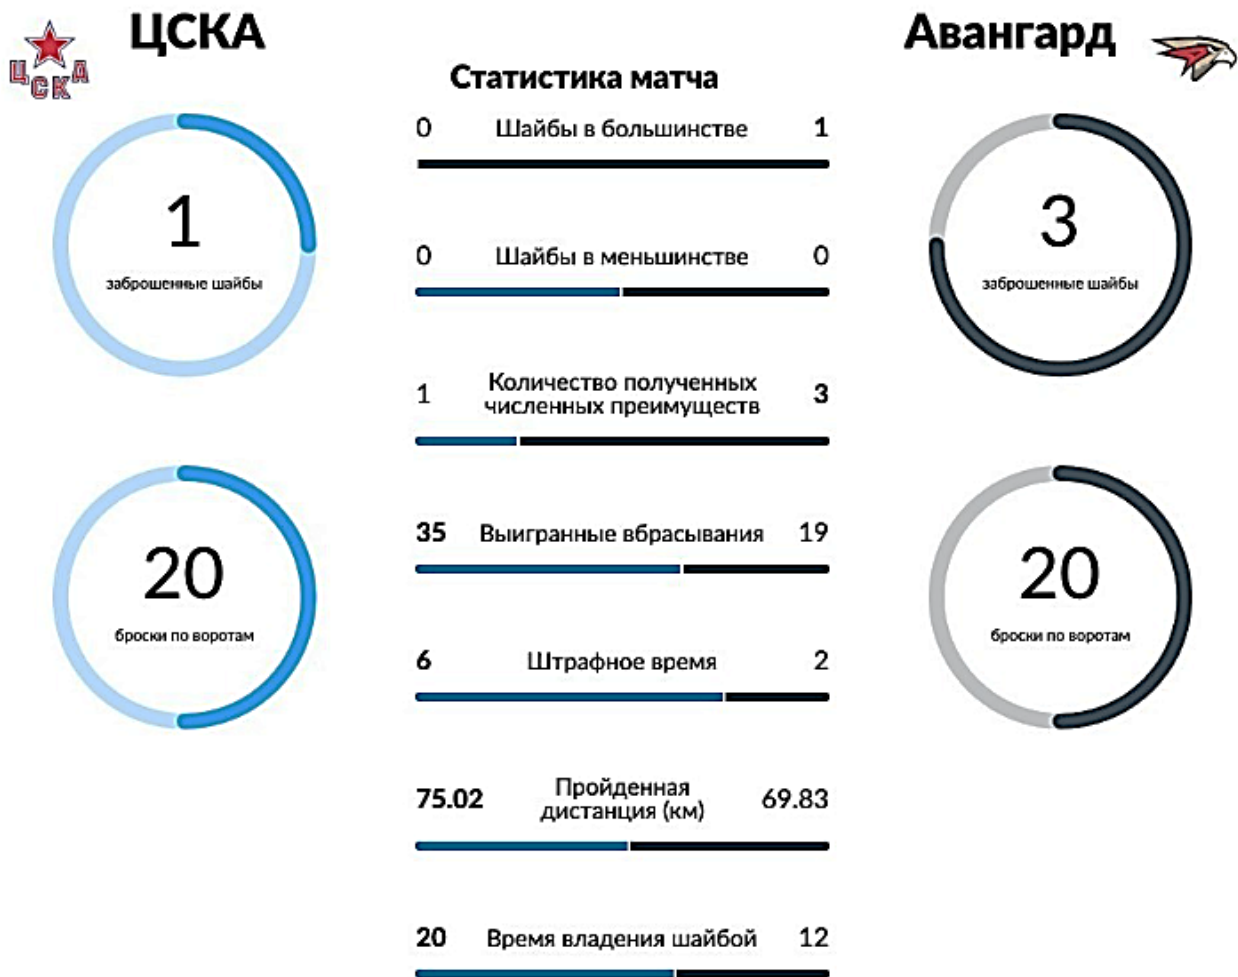 ЦСКА
Авангард
ЦСКА
Статистика матча
0 Шайбы в большинстве 1
1
заброшенные шайбы
3
заброшенные шайбы
0 Шайбы в меньшинстве 0
1 Количество полученных
численных преимуществ 3
35 Выигранные вбрасывания 19
20
броски по воротам
20
броски по воротам
6 Штрафное время 2
75.02 Пройденная
дистанция (км) 69.83
20 Время владения шайбой 12